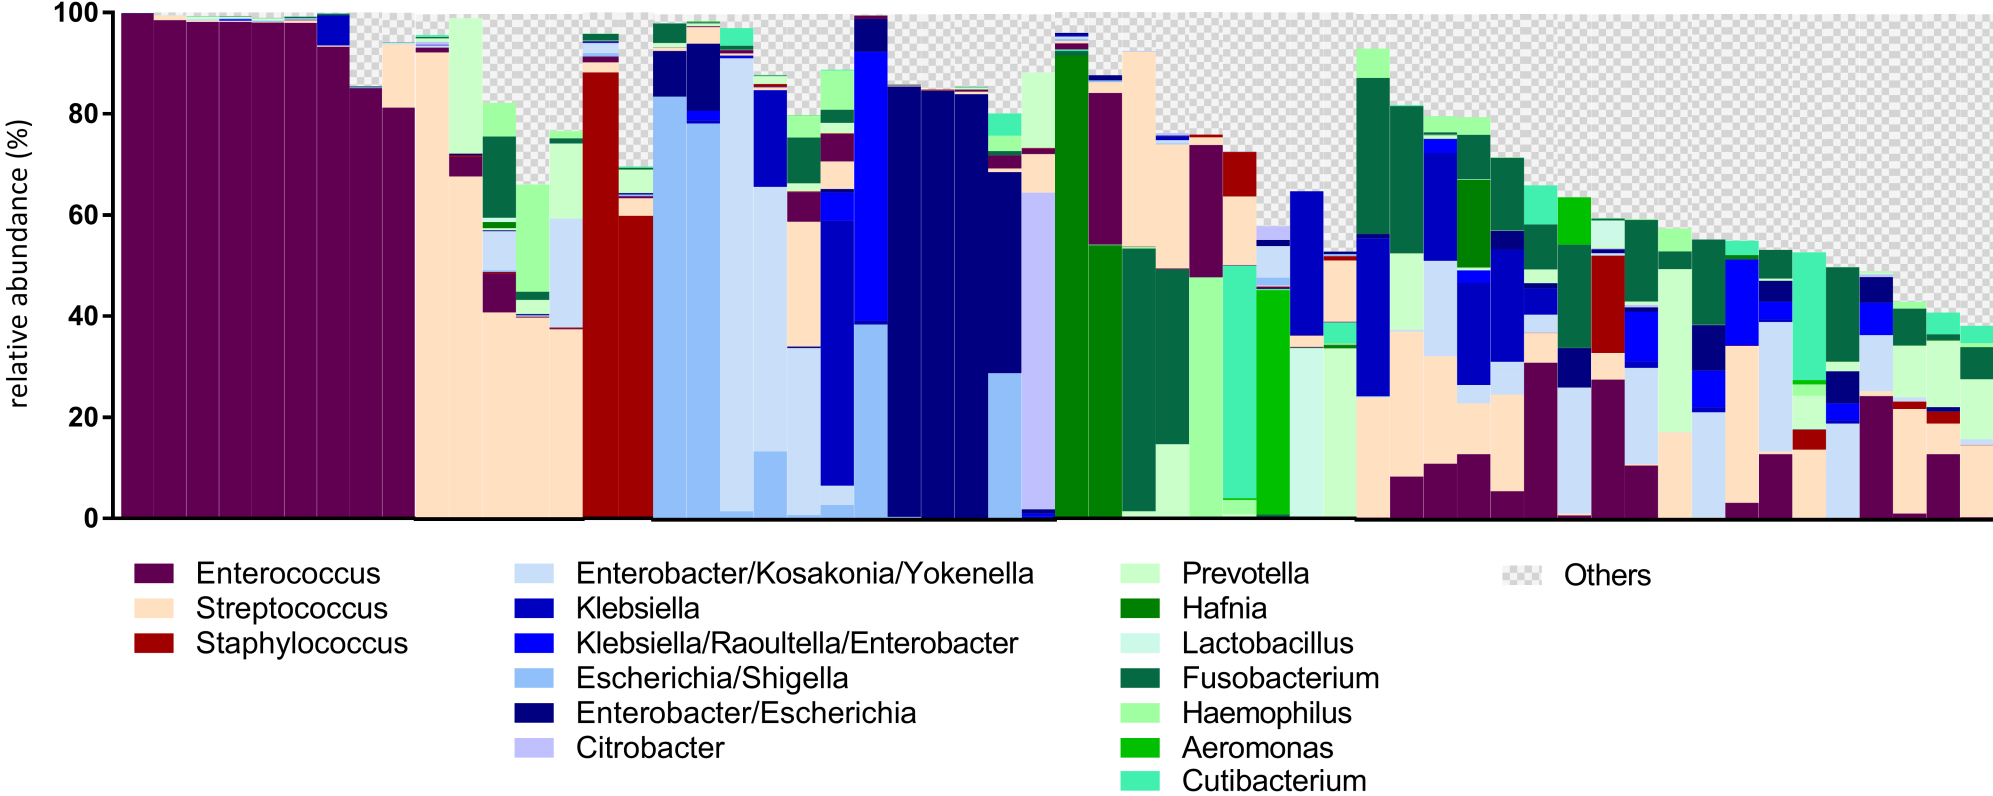 relative abundance (%)
100
80
60
40
20
0
Enterococcus
Streptococcus
Staphylococcus
Enterobacter/Kosakonia/Yokenella
Klebsiella
Klebsiella/Raoultella/Enterobacter
Escherichia/Shigella
Enterobacter/Escherichia
Citrobacter
Prevotella
Hafnia
Lactobacillus
Fusobacterium
Haemophilus
Aeromonas
Cutibacterium
Others